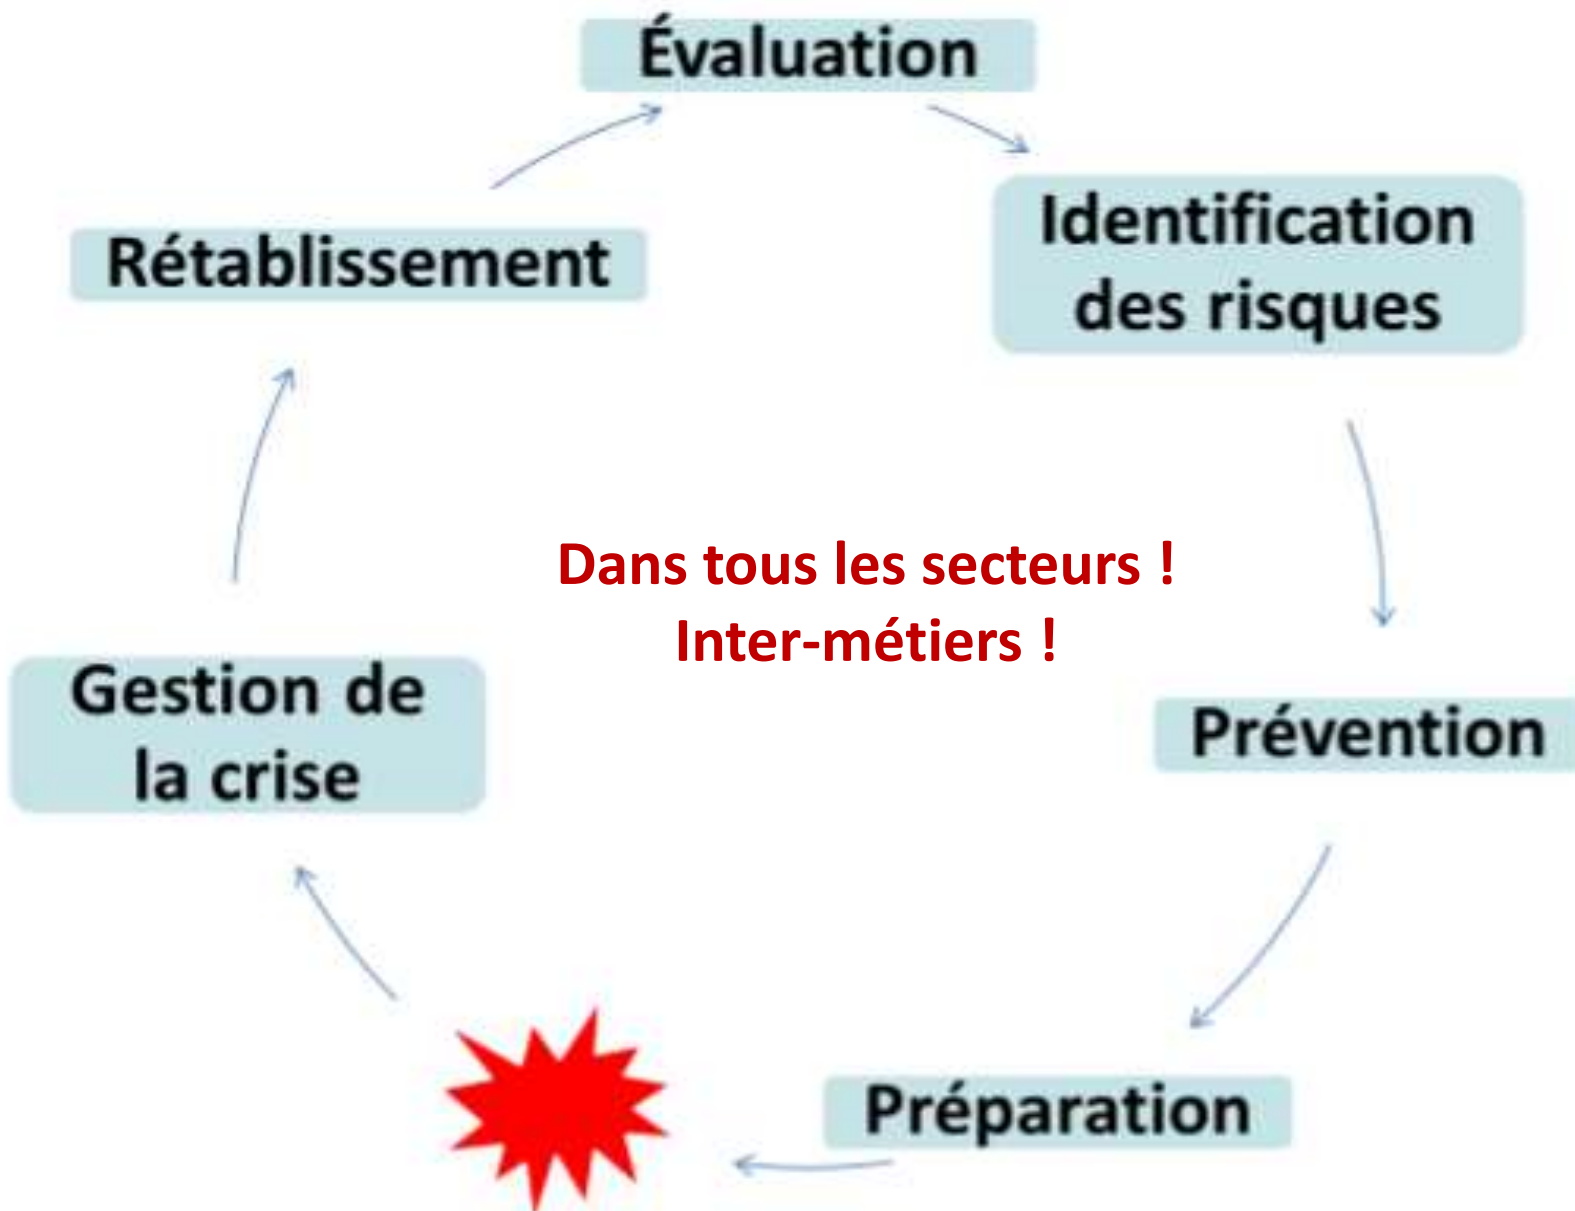 Évaluation
Identification
des risques
Rétablissement
Dans tous les secteurs !
Inter-métiers !
Gestion de
la crise
Prévention
Préparation